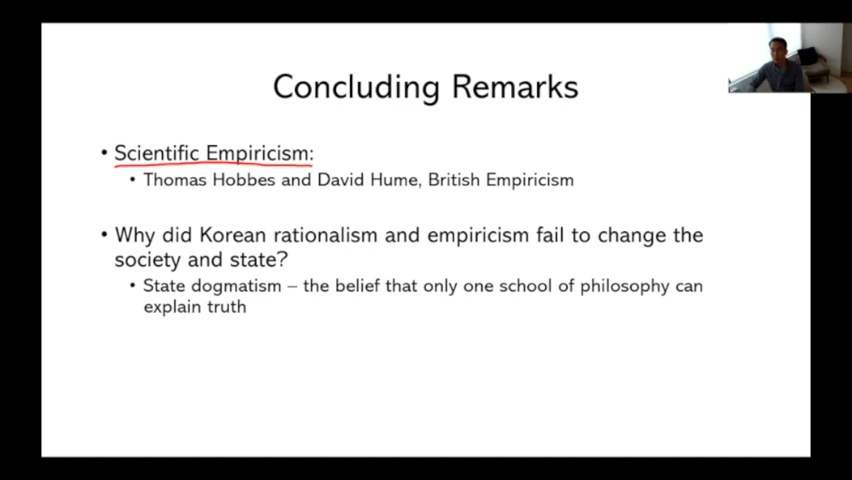 Concluding Remarks
• Scientific Empiricism:
• Thomas Hobbes and David Hume, British Empiricism
• Why did Korean rationalism and empiricism fail to change the
society and state?
• State dogmatism – the belief that only one school of philosophy can
explain truth